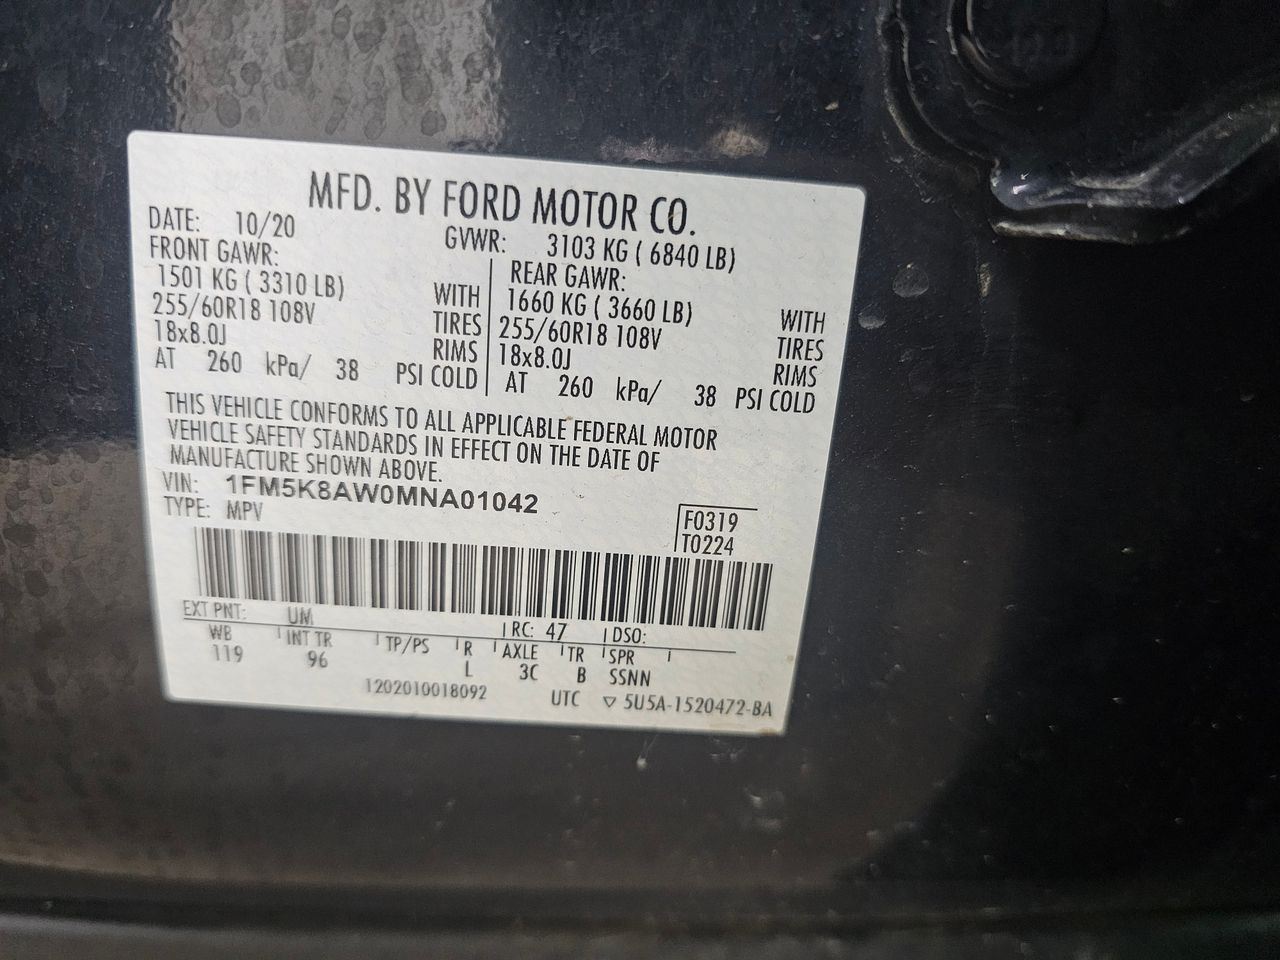 MFD. BY FORD MOTOR CO.
DATE: 10/20 GVWR: 3103 KG ( 6840 LB)
FRONT GAWR:
1501 KG ( 3310 LB) WITH
255/60R18 108V TIRES
18x8.0J RIMS
AT 260 kPa/ 38 PSI COLD
REAR GAWR:
1660 KG ( 3660 LB) WITH
255/60R18 108V TIRES
18x8.0J RIMS
AT 260 kPa/ 38 PSI COLD
THIS VEHICLE CONFORMS TO ALL APPLICABLE FEDERAL MOTOR
VEHICLE SAFETY STANDARDS IN EFFECT ON THE DATE OF
MANUFACTURE SHOWN ABOVE.
VIN: 1FM5K8AW0MNA01042
TYPE: MPV
F0319
T0224
EXT PNT: UM RC: 47 DSO:
WB INT TR TP/PS R AXLE TR SPR
119 96 L 3C B SSNN
1202010018092 UTC ▽ 5U5A-1520472-BA